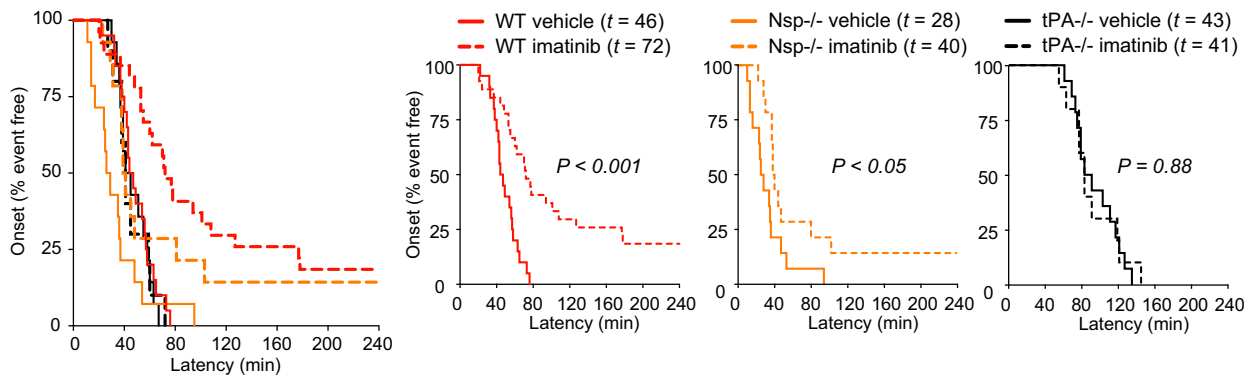 WT vehicle (t = 46)
WT imatinib (t = 72)
Nsp-/- vehicle (t = 28)
Nsp-/- imatinib (t = 40)
tPA-/- vehicle (t = 43)
tPA-/- imatinib (t = 41)
Onset (% event free)
100
75
50
25
0
0 40 80 120 160 200 240
Latency (min)
Onset (% event free)
100
75
50
25
0
P < 0.001
0 40 80 120 160 200 240
Latency (min)
100
75
50
25
0
P < 0.05
0 40 80 120 160 200 240
Latency (min)
100
75
50
25
0
P = 0.88
0 40 80 120 160 200 240
Latency (min)